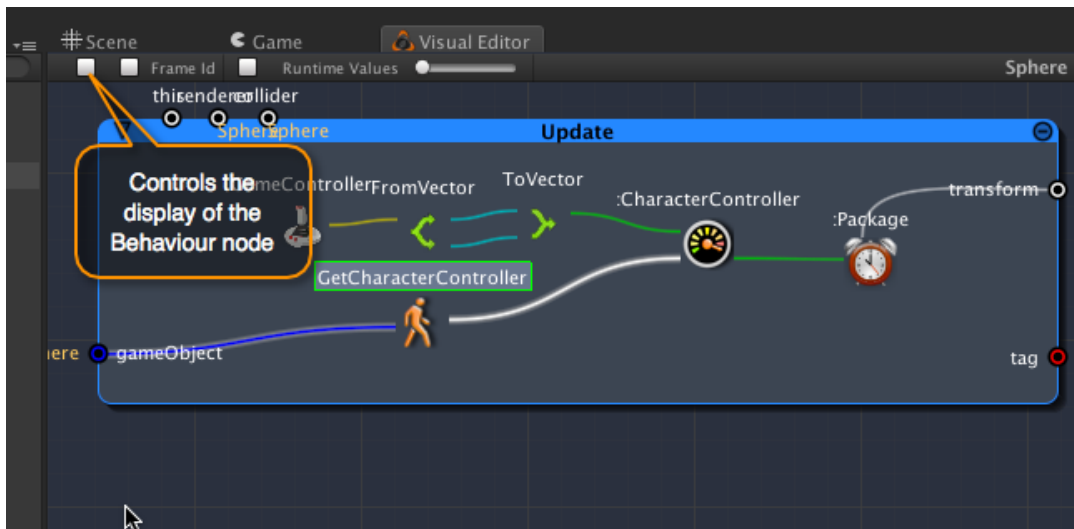 Scene
Game
Visual Editor
Frame Id
Runtime Values
Sphere
Update
Sphere
Controls the
display of the
Behaviour node
FromVector
ToVector
:CharacterController
transform
:Package
GetCharacterController
gameObject
tag